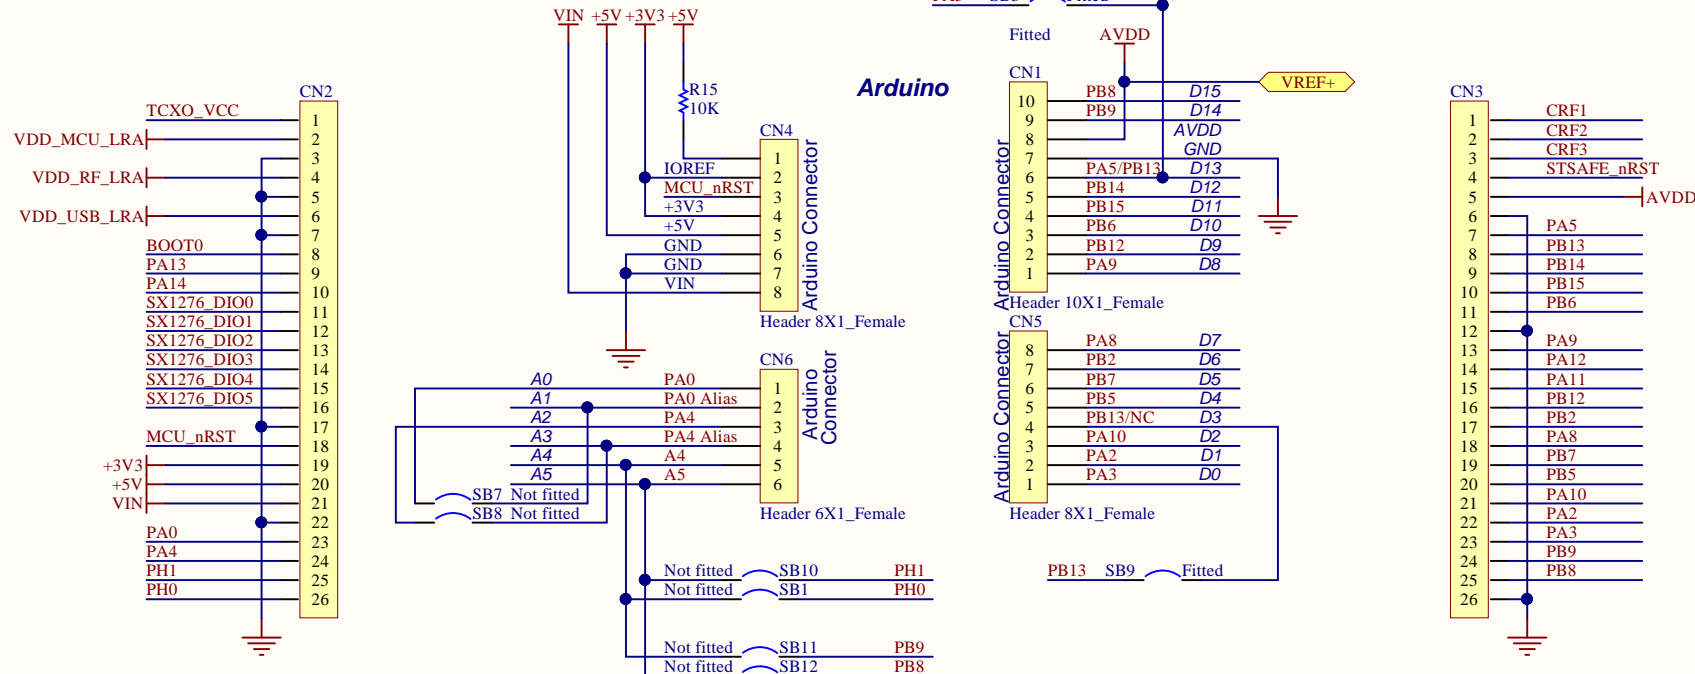 VIN +5V +3V3 +5V
Fitted AVDD
VREF+
Arduino
R15
10K
CN2
TCXO_VCC 1
VDD_MCU_LRA 2
3
VDD_RF_LRA 4
5
VDD_USB_LRA 6
7
BOOT0 8
PA13 9
PA14 10
SX1276_DIO0 11
SX1276_DIO1 12
SX1276_DIO2 13
SX1276_DIO3 14
SX1276_DIO4 15
SX1276_DIO5 16
17
MCU_nRST 18
+3V3 19
+5V 20
VIN 21
22
PA0 23
PA4 24
PH1 25
PH0 26
CN4
1
IOREF 2
MCU_nRST 3
+3V3 4
+5V 5
GND 6
GND 7
VIN 8
Arduino Connector
Header 8X1_Female
CN6
A0 PA0 1
A1 PA0 Alias 2
A2 PA4 3
A3 PA4 Alias 4
A4 A4 5
A5 A5 6
Arduino
Connector
SB7 Not fitted
SB8 Not fitted
Header 6X1_Female
Not fitted SB10 PH1
Not fitted SB1 PH0
Not fitted SB11 PB9
Not fitted SB12 PB8
CN1
10 PB8 D15
9 PB9 D14
8 AVDD
7 GND
6 PA5/PB13 D13
5 PB14 D12
4 PB15 D11
3 PB6 D10
2 PB12 D9
1 PA9 D8
Arduino Connector
Header 10X1_Female
CN5
8 PA8 D7
7 PB2 D6
6 PB7 D5
5 PB5 D4
4 PB13/NC D3
3 PA10 D2
2 PA2 D1
1 PA3 D0
Arduino Connector
Header 8X1_Female
PB13 SB9 Fitted
CN3
1 CRF1
2 CRF2
3 CRF3
4 STSAFE_nRST
5 AVDD
6
7 PA5
8 PB13
9 PB14
10 PB15
11 PB6
12
13 PA9
14 PA12
15 PA11
16 PB12
17 PB2
18 PA8
19 PB7
20 PB5
21 PA10
22 PA2
23 PA3
24 PB9
25 PB8
26